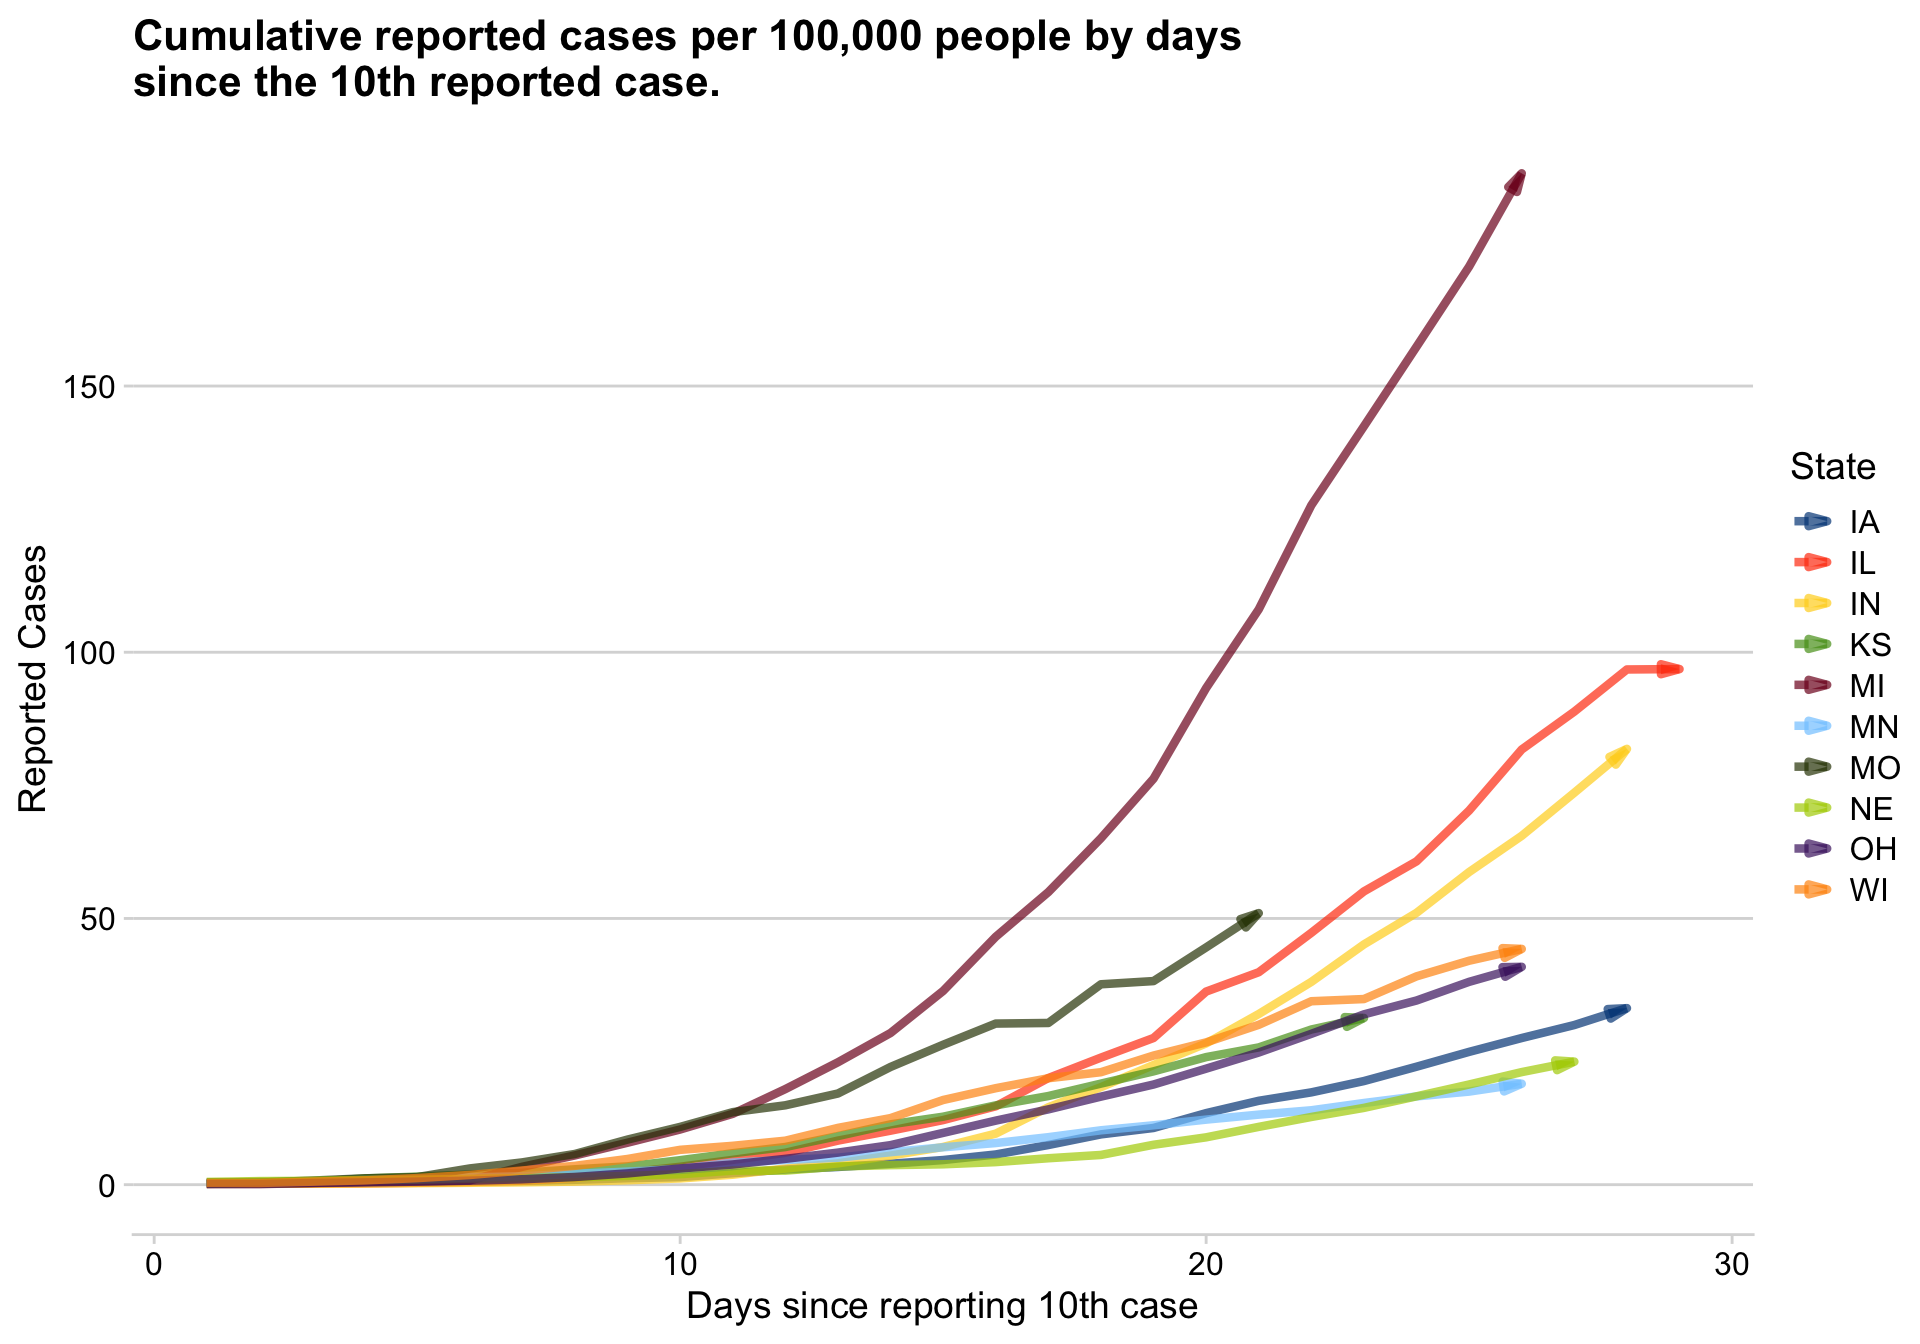 Cumulative reported cases per 100,000 people by days
since the 10th reported case.
Reported Cases
150
100
50
0
0
10
20
30
Days since reporting 10th case
State
IA
IL
IN
KS
MI
MN
MO
NE
OH
WI